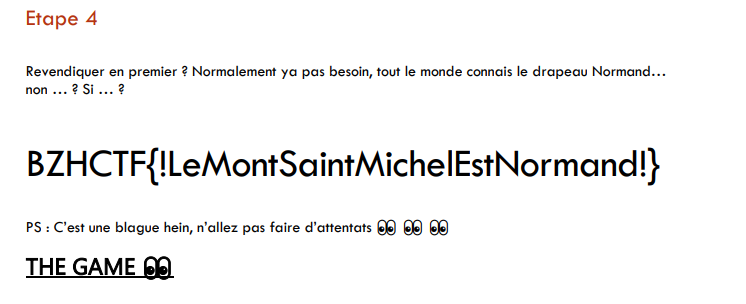 Etape 4
Revendiquer en premier ? Normalement ya pas besoin, tout le monde connais le drapeau Normand…
non … ? Si … ?
BZHCTF{!LeMontSaintMichelEstNormand!}
PS : C’est une blague hein, n’allez pas faire d’attentats 👀 👀 👀
THE GAME 👀